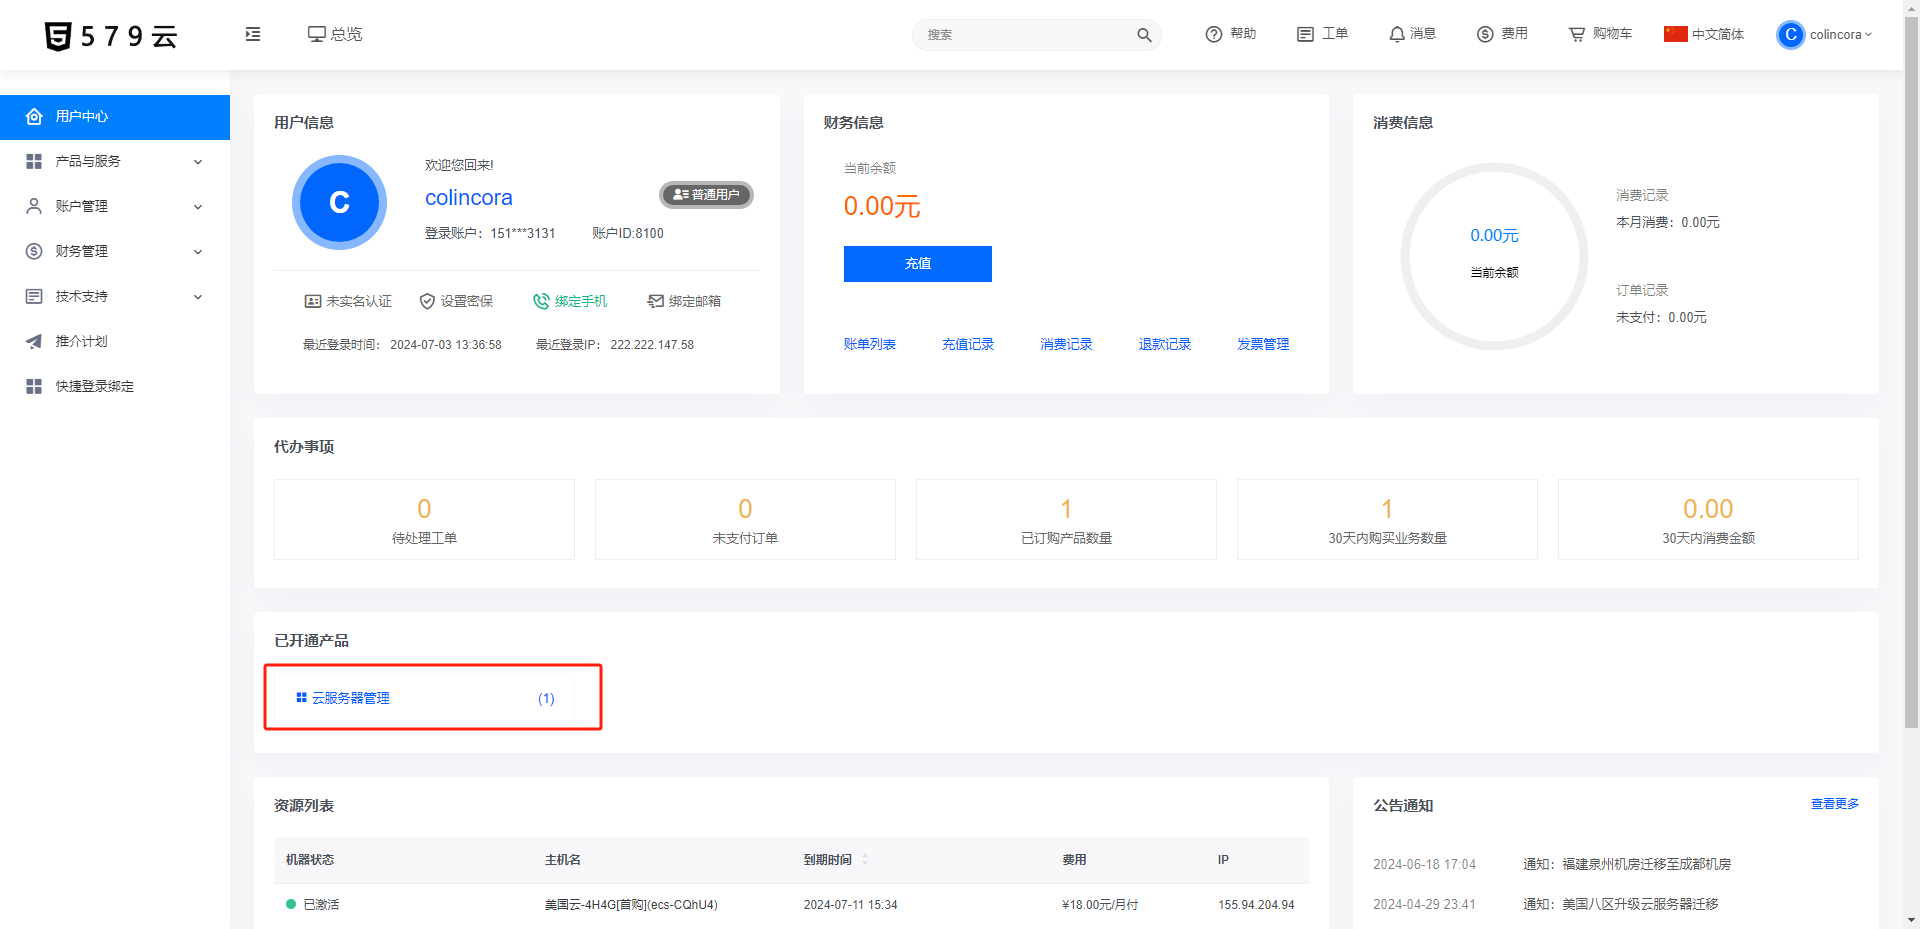 579云
总览
搜索
帮助
工单
消息
费用
购物车
中文简体
C
colincora
用户中心
产品与服务
账户管理
财务管理
技术支持
推介计划
快捷登录绑定
用户信息
C
欢迎您回来!
colincora
普通用户
登录账户：151***3131
账户ID:8100
未实名认证
设置密保
绑定手机
绑定邮箱
最近登录时间： 2024-07-03 13:36:58
最近登录IP： 222.222.147.58
财务信息
当前余额
0.00元
充值
账单列表
充值记录
消费记录
退款记录
发票管理
消费信息
0.00元
当前余额
消费记录
本月消费：0.00元
订单记录
未支付：0.00元
代办事项
0
待处理工单
0
未支付订单
1
已订购产品数量
1
30天内购买业务数量
0.00
30天内消费金额
已开通产品
云服务器管理 (1)
资源列表
机器状态 主机名 到期时间 费用 IP
已激活 美国云-4H4G[首购](ecs-CQhU4) 2024-07-11 15:34 ¥18.00元/月付 155.94.204.94
公告通知
查看更多
2024-06-18 17:04 通知：福建泉州机房迁移至成都机房
2024-04-29 23:41 通知：美国八区升级云服务器迁移